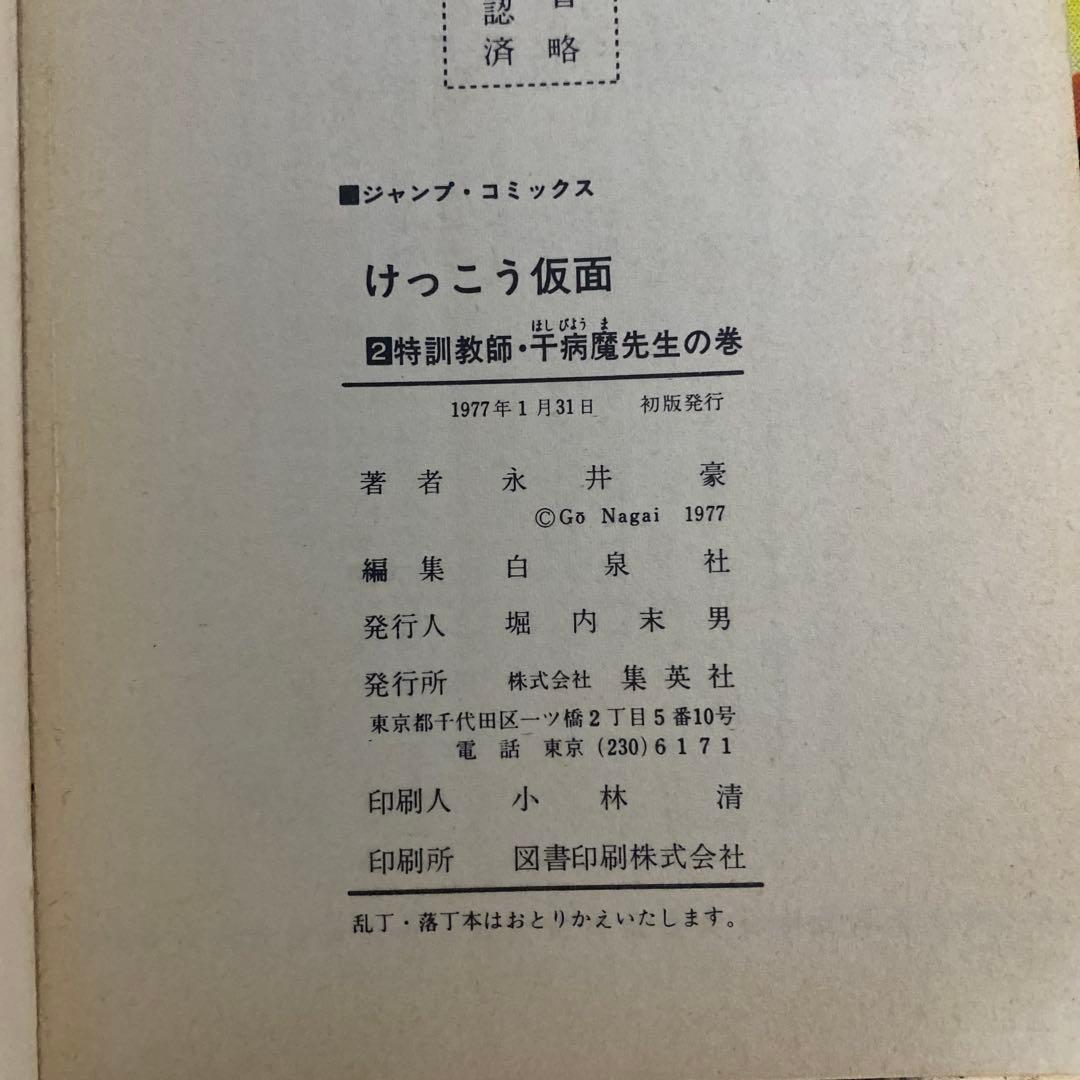 認済
略
■ジャンプ・コミックス
けっこう仮面
ほしびようま
2特訓教師・干病魔先生の巻
1977年1月31日 初版発行
著者 永井豪
©Gō Nagai 1977
編集 白泉社
発行人 堀内末男
発行所 株式会社 集英社
東京都千代田区一ツ橋2丁目5番10号
電話 東京(230)6171
印刷人 小林清
印刷所 図書印刷株式会社
乱丁・落丁本はおとりかえいたします。